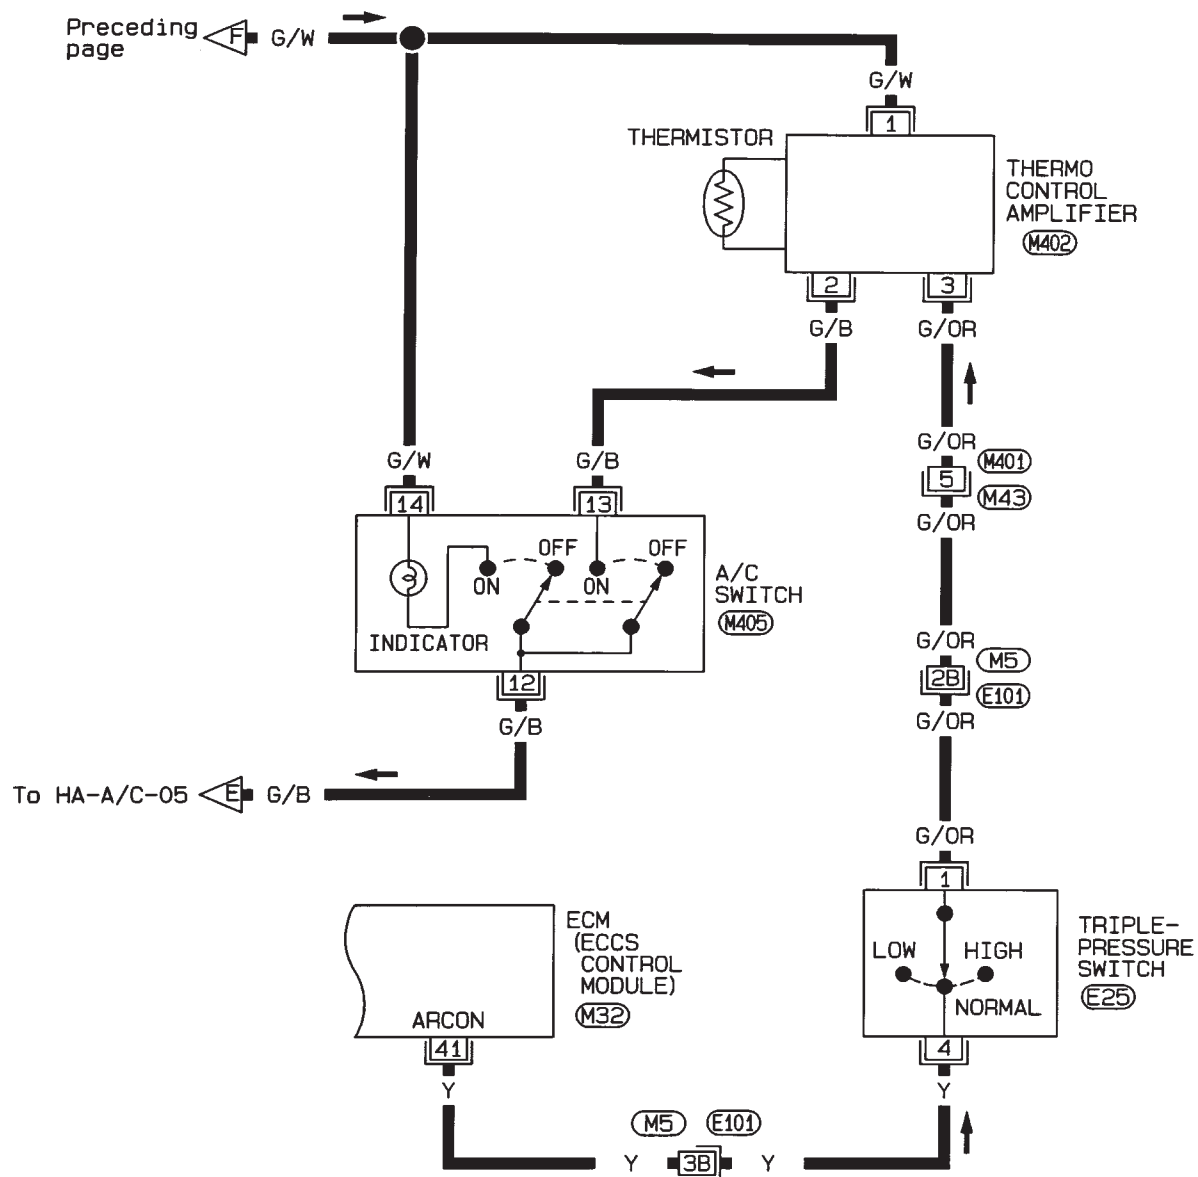 Preceding
page
F
G/W
G/W
1
THERMISTOR
THERMO
CONTROL
AMPLIFIER
M402
2
3
G/B
G/OR
G/OR
M401
5
M43
G/OR
G/W
G/B
14
13
OFF
OFF
ON
ON
INDICATOR
A/C
SWITCH
M405
12
G/B
G/OR
M5
2B
E101
G/OR
To HA-A/C-05
E
G/B
G/OR
1
LOW
HIGH
NORMAL
TRIPLE-
PRESSURE
SWITCH
E25
4
Y
ECM
(ECCS
CONTROL
MODULE)
M32
ARCON
41
Y
M5
E101
Y
3B
Y